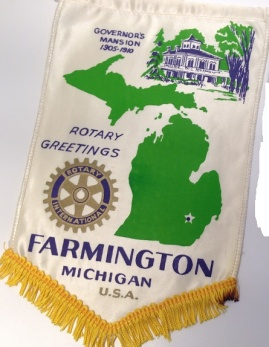 GOVERNOR'S
MANSION
1905-1910
ROTARY
GREETINGS
ROTARY
INTERNATIONAL
FARMINGTON
MICHIGAN
U.S.A.